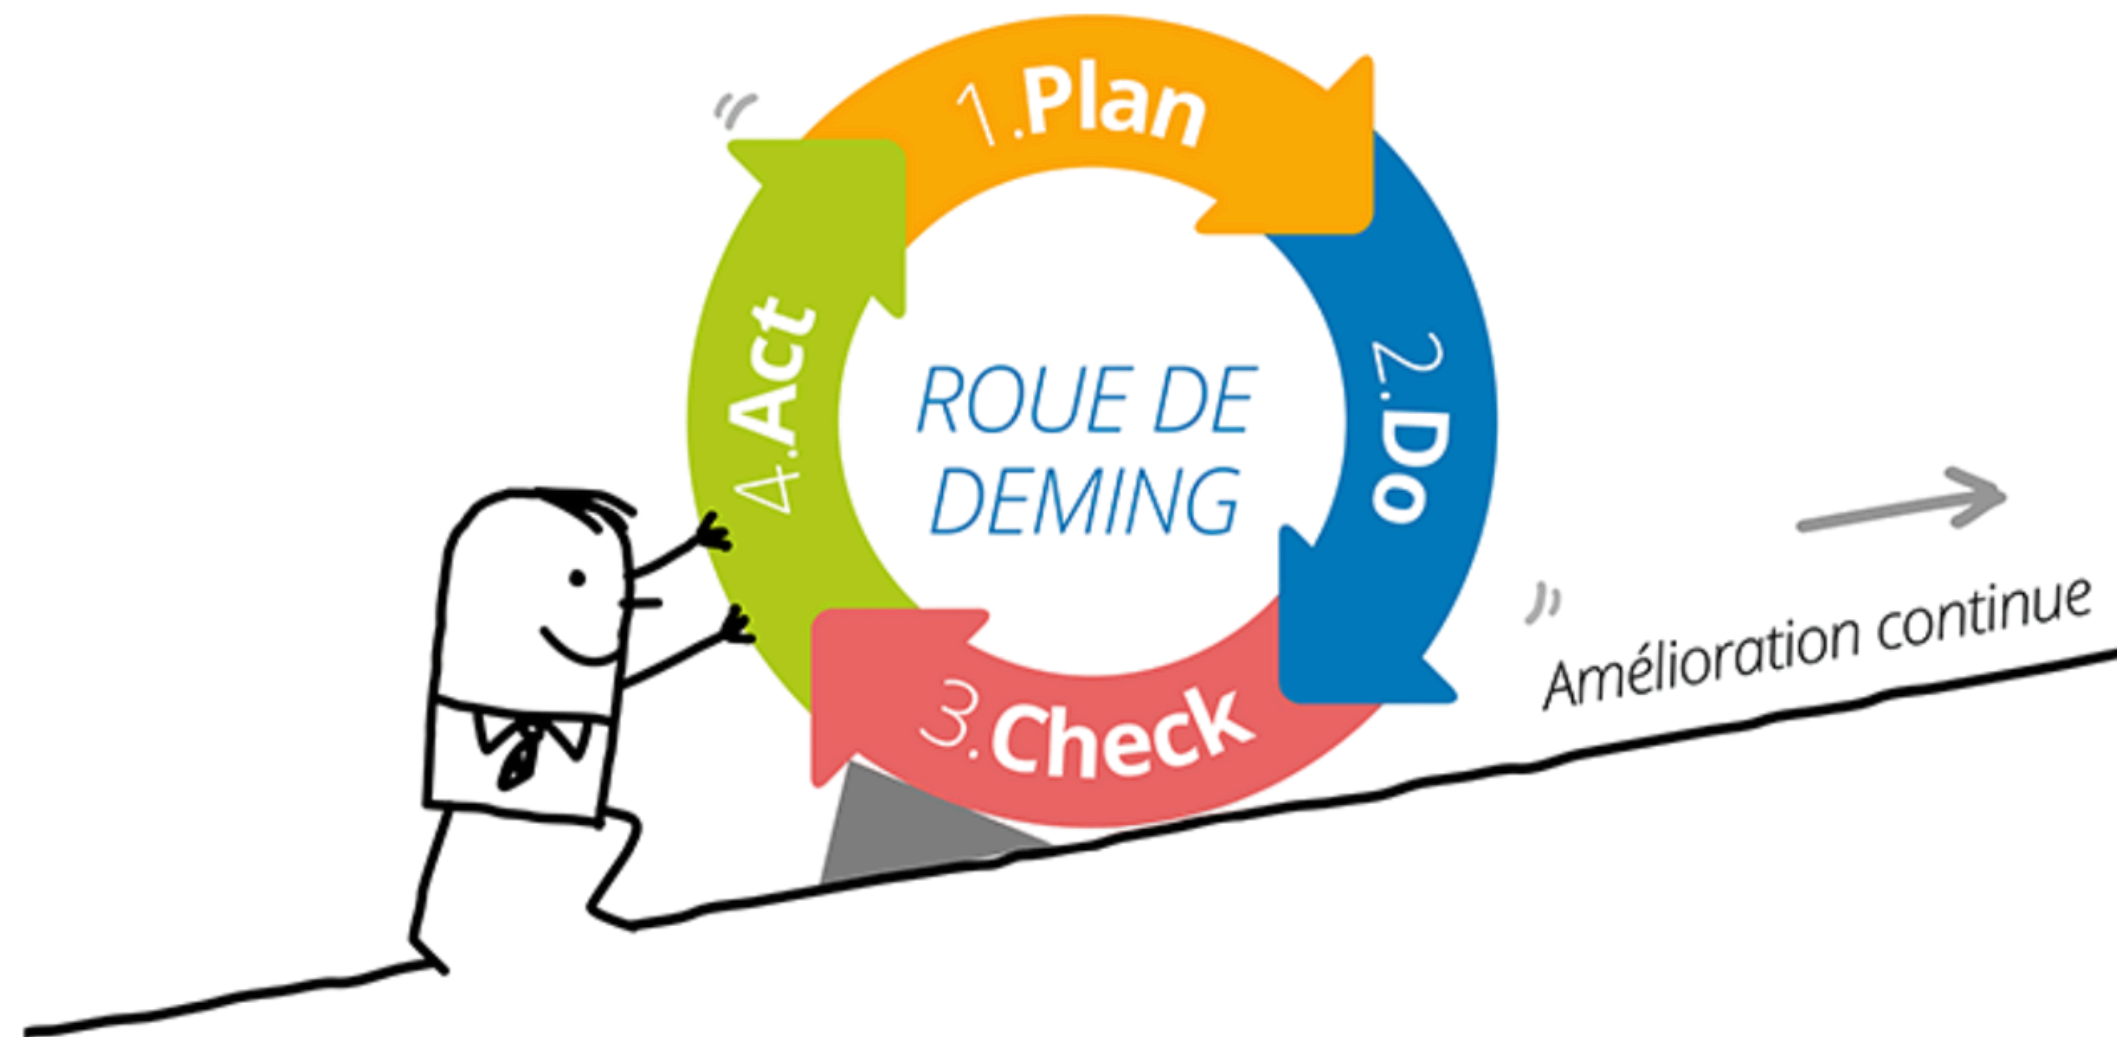 1.Plan
2.Do
3.Check
4.Act
ROUE DE
DEMING
Amélioration continue